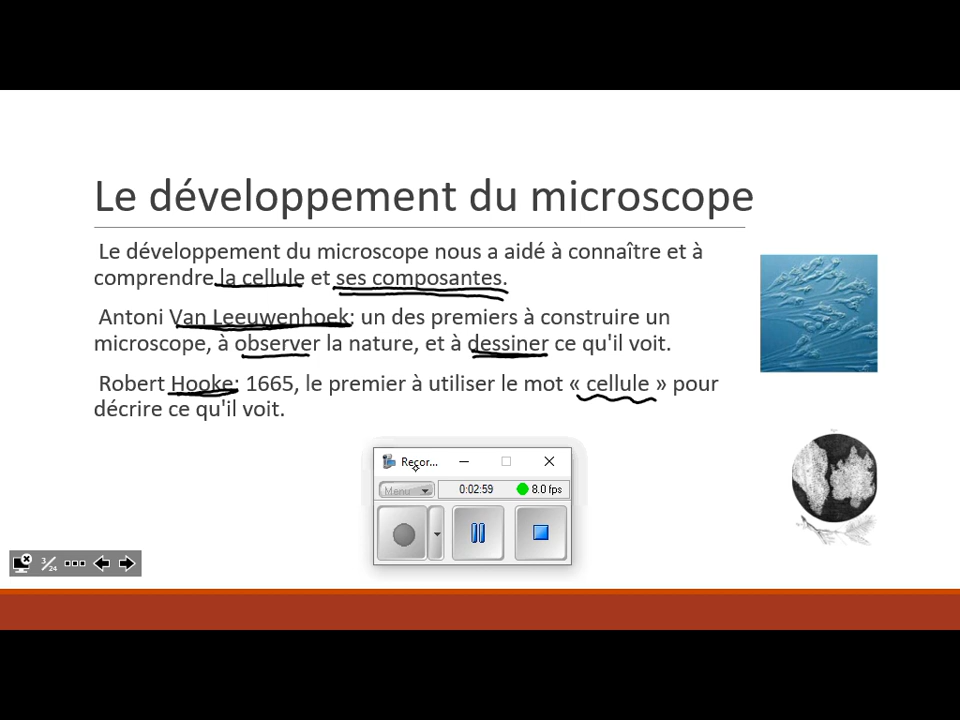 Le développement du microscope
Le développement du microscope nous a aidé à connaître et à
comprendre la cellule et ses composantes.
Antoni Van Leeuwenhoek: un des premiers à construire un
microscope, à observer la nature, et à dessiner ce qu'il voit.
Robert Hooke: 1665, le premier à utiliser le mot « cellule » pour
décrire ce qu'il voit.
Recor...
Menu
0:02:59
8.0 fps
3/24